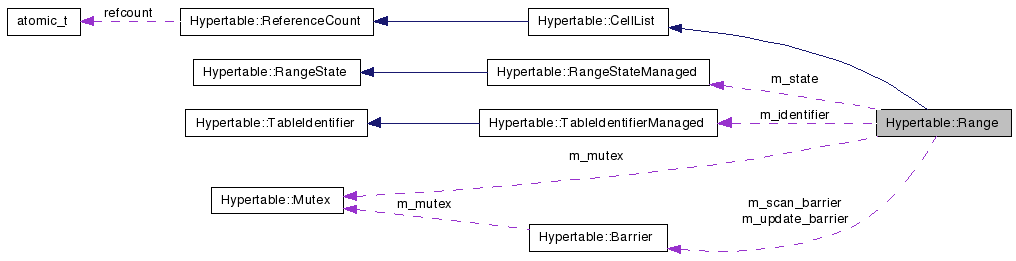 atomic_t
refcount
Hypertable::ReferenceCount
Hypertable::CellList
Hypertable::RangeState
Hypertable::RangeStateManaged
m_state
Hypertable::TableIdentifier
Hypertable::TableIdentifierManaged
m_identifier
Hypertable::Range
m_mutex
Hypertable::Mutex
m_mutex
m_scan_barrier
m_update_barrier
Hypertable::Barrier